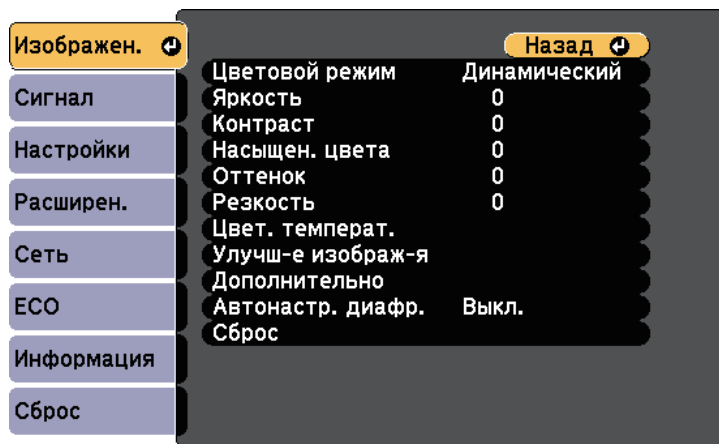 Изображен.
Сигнал
Настройки
Расширен.
Сеть
ECO
Информация
Сброс
Назад
Цветовой режим Динамический
Яркость 0
Контраст 0
Насыщен. цвета 0
Оттенок 0
Резкость 0
Цвет. температ.
Улучш-е изображ-я
Дополнительно
Автонастр. диафр. Выкл.
Сброс